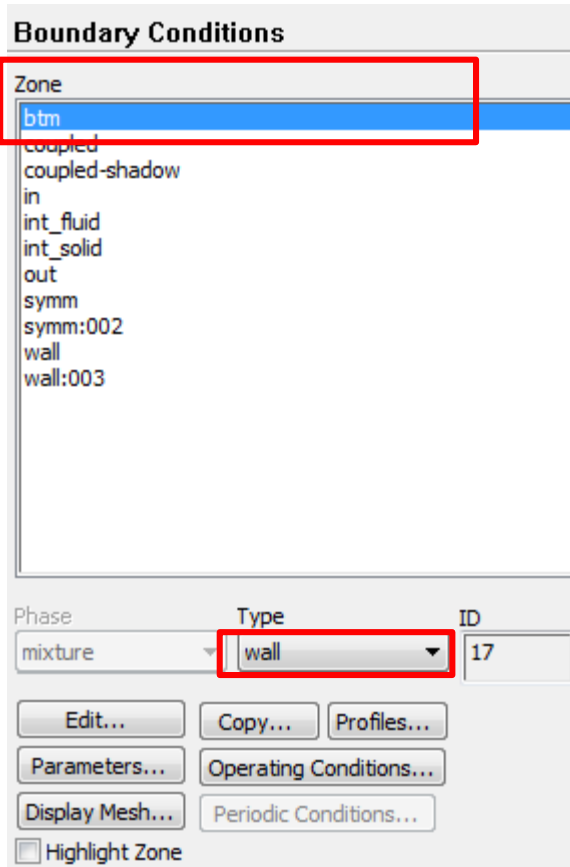 Boundary Conditions
Zone
btm
coupled
coupled-shadow
in
int_fluid
int_solid
out
symm
symm:002
wall
wall:003
Phase Type ID
mixture wall 17
Edit... Copy... Profiles...
Parameters... Operating Conditions...
Display Mesh... Periodic Conditions...
Highlight Zone